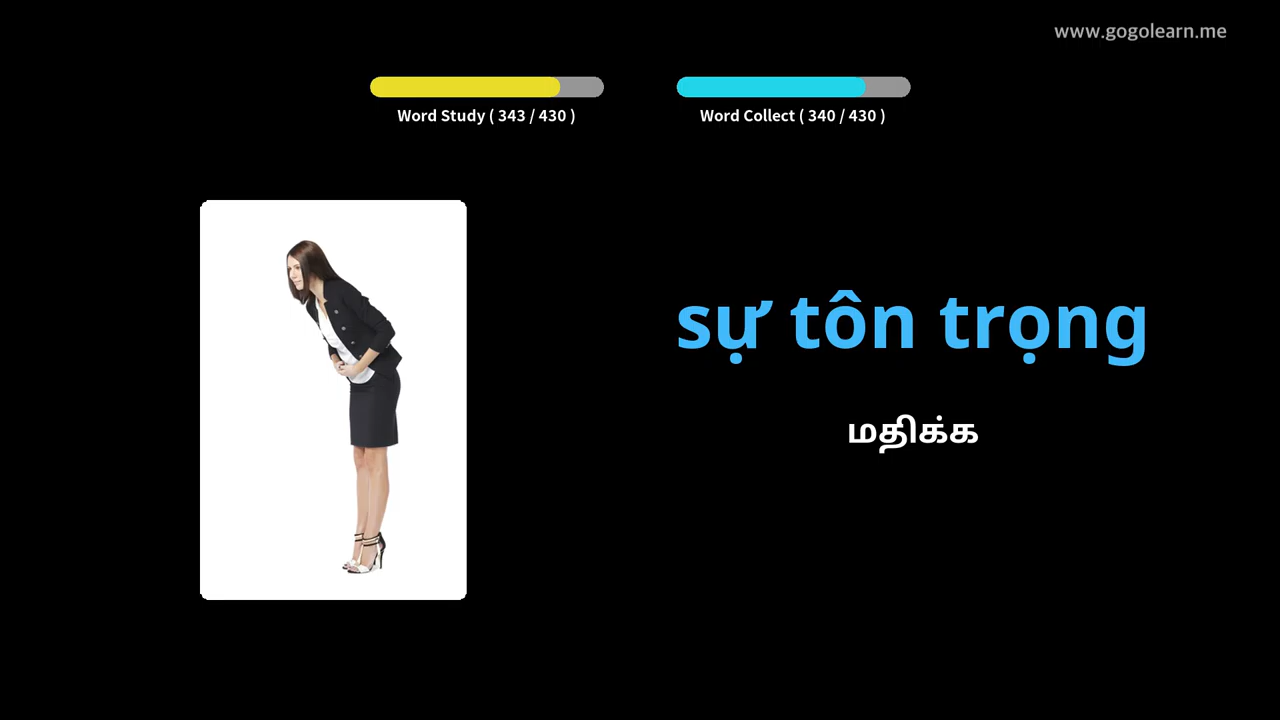 www.gogolearn.me
Word Study ( 343 / 430 )
Word Collect ( 340 / 430 )
sự tôn trọng
மதிக்க